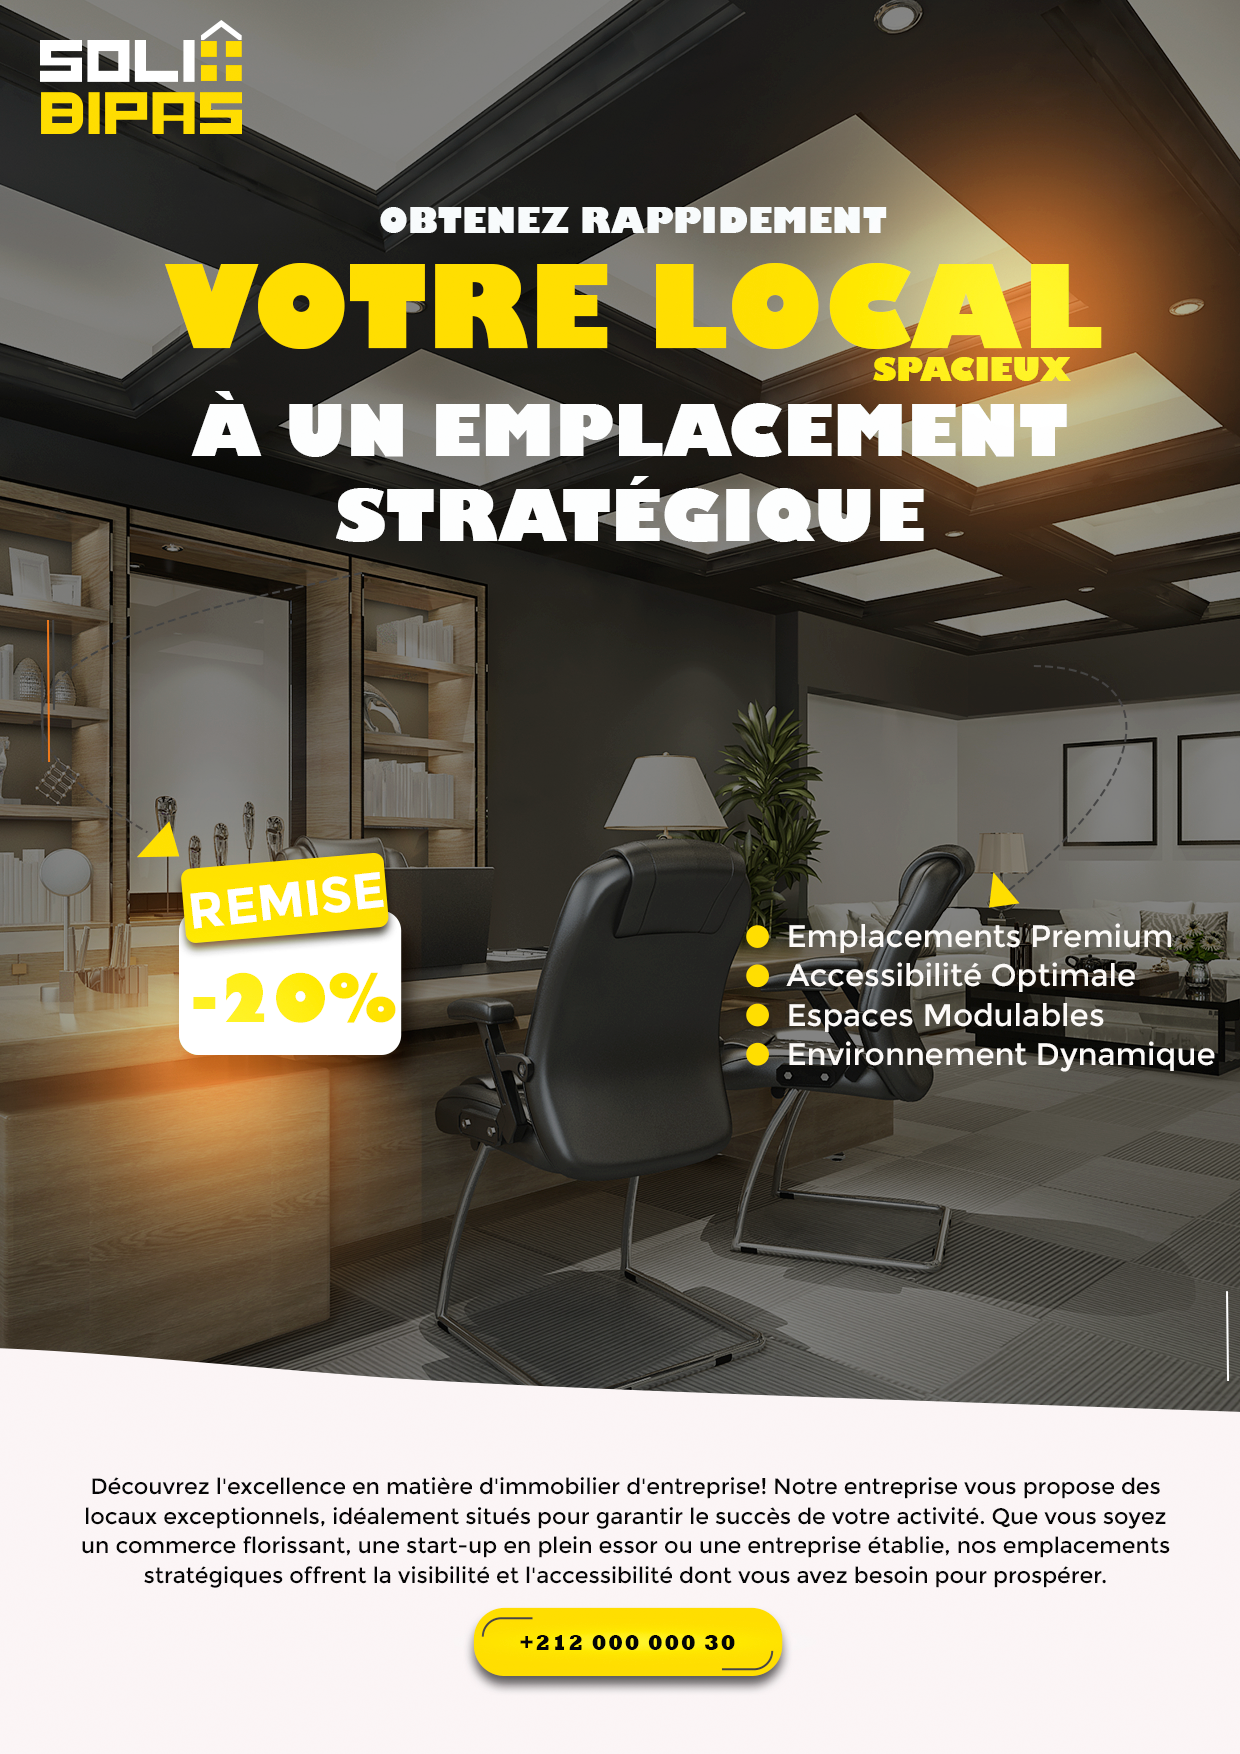 SOLI
BIPAS
OBTENEZ RAPPIDEMENT
VOTRE LOCAL
SPACIEUX
À UN EMPLACEMENT
STRATÉGIQUE
REMISE
-20%
Emplacements Premium
Accessibilité Optimale
Espaces Modulables
Environnement Dynamique
Découvrez l'excellence en matière d'immobilier d'entreprise! Notre entreprise vous propose des
locaux exceptionnels, idéalement situés pour garantir le succès de votre activité. Que vous soyez
un commerce florissant, une start-up en plein essor ou une entreprise établie, nos emplacements
stratégiques offrent la visibilité et l'accessibilité dont vous avez besoin pour prospérer.
+212 000 000 30